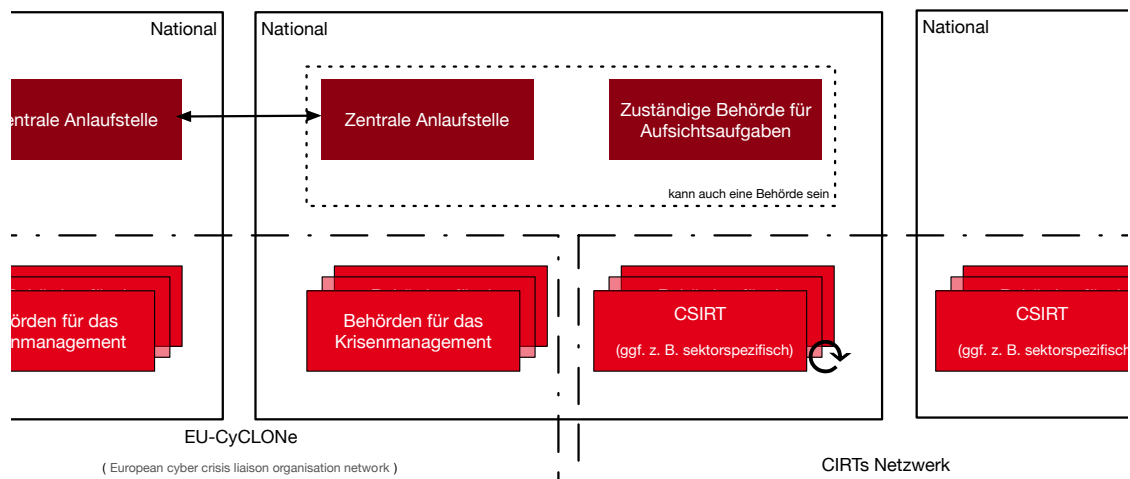 National
National
National
entrale Anlaufstelle
Zentrale Anlaufstelle
Zuständige Behörde für
Aufsichtsaufgaben
kann auch eine Behörde sein
örden für das
nmanagement
Behörden für das
Krisenmanagement
CSIRT
(ggf. z. B. sektorspezifisch)
CSIRT
(ggf. z. B. sektorspezifisch
EU-CyCLONe
( European cyber crisis liaison organisation network )
CIRTs Netzwerk